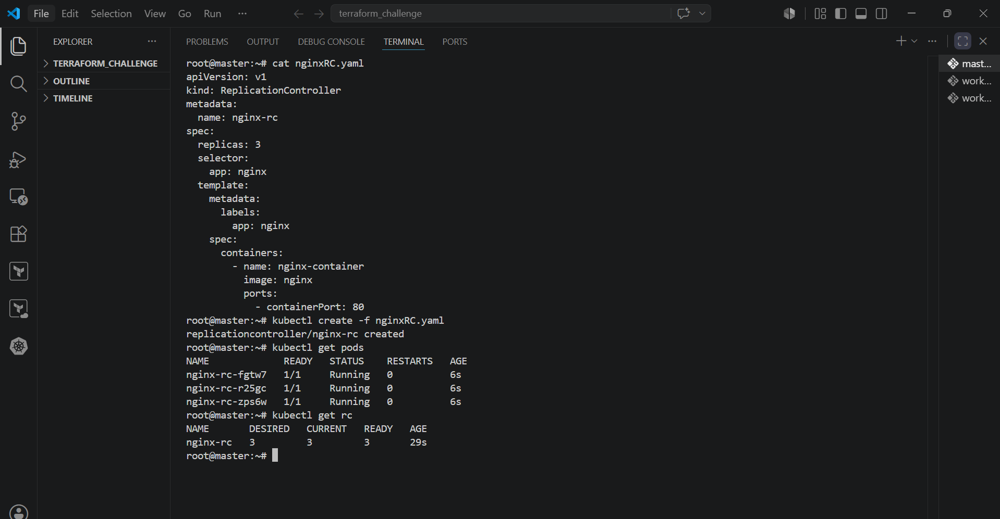 File Edit Selection View Go Run ···
terraform_challenge
EXPLORER
TERRAFORM_CHALLENGE
OUTLINE
TIMELINE
PROBLEMS OUTPUT DEBUG CONSOLE TERMINAL PORTS
root@master:~# cat nginxRC.yaml
apiVersion: v1
kind: ReplicationController
metadata:
  name: nginx-rc
spec:
  replicas: 3
  selector:
    app: nginx
  template:
    metadata:
      labels:
        app: nginx
    spec:
      containers:
        - name: nginx-container
          image: nginx
          ports:
            - containerPort: 80
root@master:~# kubectl create -f nginxRC.yaml
replicationcontroller/nginx-rc created
root@master:~# kubectl get pods
NAME             READY   STATUS    RESTARTS   AGE
nginx-rc-fgtw7   1/1     Running   0          6s
nginx-rc-r25gc   1/1     Running   0          6s
nginx-rc-zps6w   1/1     Running   0          6s
root@master:~# kubectl get rc
NAME       DESIRED   CURRENT   READY   AGE
nginx-rc   3         3         3       29s
root@master:~#
mast...
work...
work...